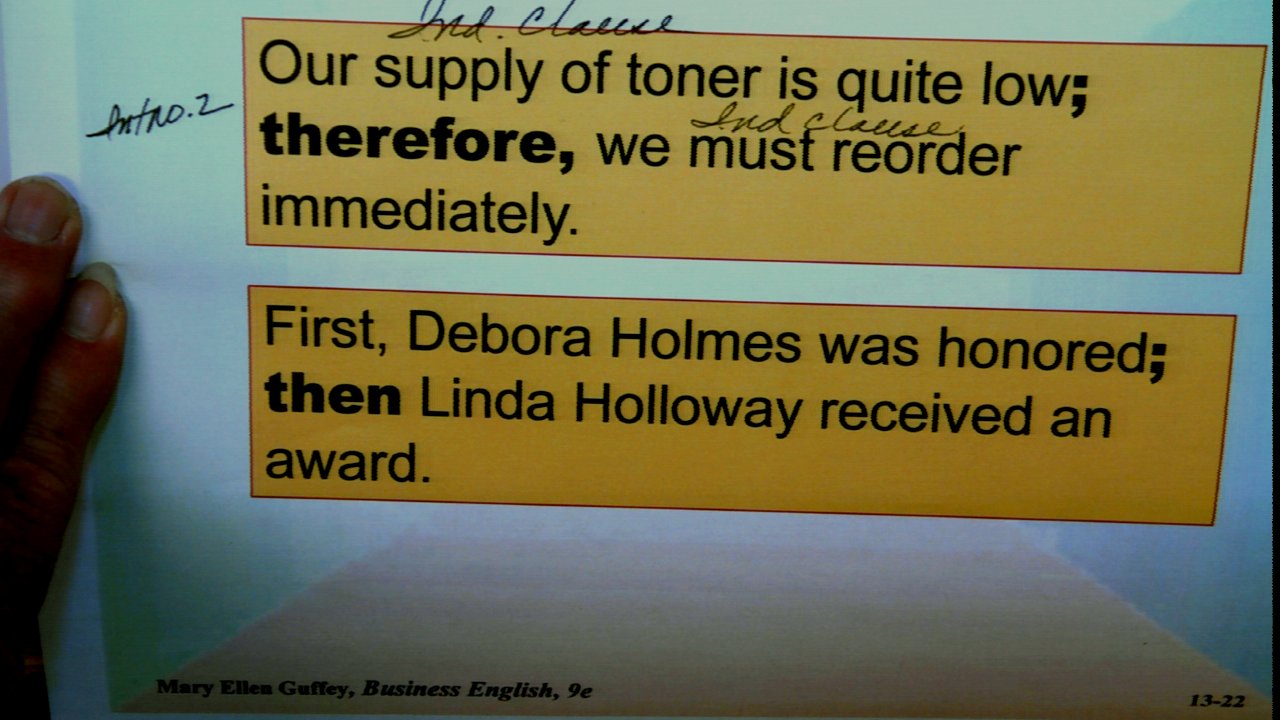 Ind. Clause
Our supply of toner is quite low;
Intro. 2
Ind clause
therefore, we must reorder
immediately.
First, Debora Holmes was honored;
then Linda Holloway received an
award.
Mary Ellen Guffey, Business English, 9e
13-22